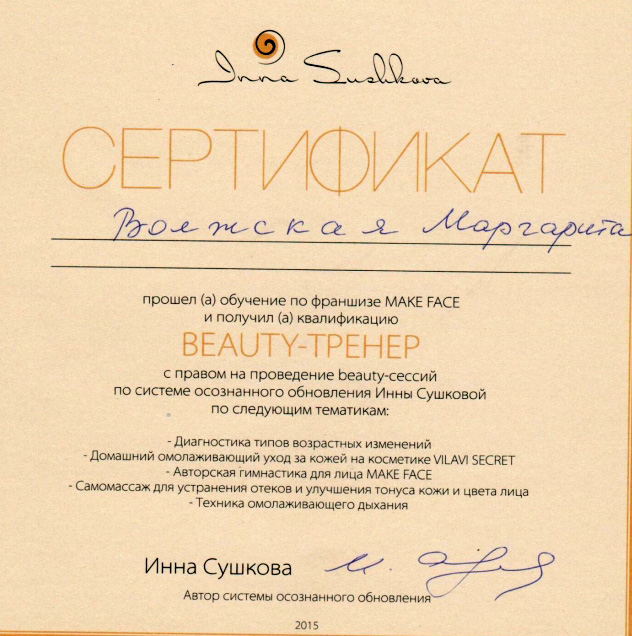 Inna Sushkova
СЕРТИФИКАТ
Волжская Маргарита
прошел (а) обучение по франшизе MAKE FACE
и получил (а) квалификацию
BEAUTY-ТРЕНЕР
с правом на проведение beauty-сессий
по системе осознанного обновления Инны Сушковой
по следующим тематикам:
- Диагностика типов возрастных изменений
- Домашний омолаживающий уход за кожей на косметике VILAVI SECRET
- Авторская гимнастика для лица MAKE FACE
- Самомассаж для устранения отеков и улучшения тонуса кожи и цвета лица
- Техника омолаживающего дыхания
Инна Сушкова
Автор системы осознанного обновления
2015